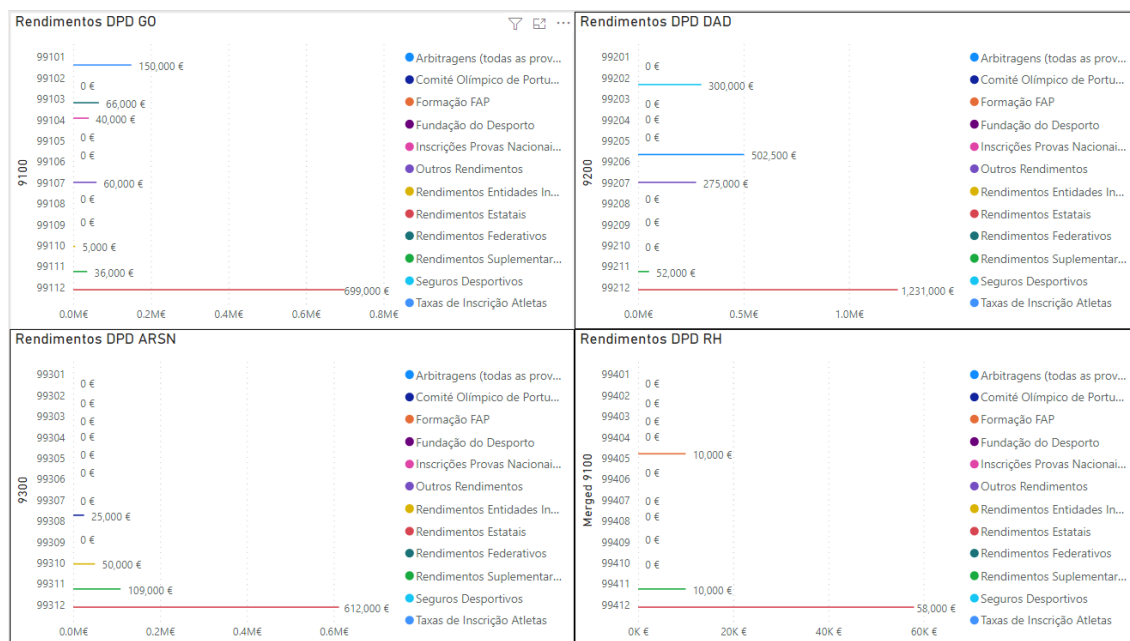 Rendimentos DPD GO
9100
99101
150,000 €
99102
0 €
99103
66,000 €
99104
40,000 €
99105
0 €
99106
0 €
99107
60,000 €
99108
0 €
99109
0 €
99110
5,000 €
99111
36,000 €
99112
699,000 €
0.0M€ 0.2M€ 0.4M€ 0.6M€ 0.8M€
Arbitragens (todas as prov...
Comité Olímpico de Portu...
Formação FAP
Fundação do Desporto
Inscrições Provas Nacionai...
Outros Rendimentos
Rendimentos Entidades In...
Rendimentos Estatais
Rendimentos Federativos
Rendimentos Suplementar...
Seguros Desportivos
Taxas de Inscrição Atletas
Rendimentos DPD DAD
9200
99201
0 €
99202
300,000 €
99203
0 €
99204
0 €
99205
0 €
99206
502,500 €
99207
275,000 €
99208
0 €
99209
0 €
99210
0 €
99211
52,000 €
99212
1,231,000 €
0.0M€ 0.5M€ 1.0M€
Arbitragens (todas as prov...
Comité Olímpico de Portu...
Formação FAP
Fundação do Desporto
Inscrições Provas Nacionai...
Outros Rendimentos
Rendimentos Entidades In...
Rendimentos Estatais
Rendimentos Federativos
Rendimentos Suplementar...
Seguros Desportivos
Taxas de Inscrição Atletas
Rendimentos DPD ARSN
9300
99301
0 €
99302
0 €
99303
0 €
99304
0 €
99305
0 €
99306
0 €
99307
0 €
99308
25,000 €
99309
0 €
99310
50,000 €
99311
109,000 €
99312
612,000 €
0.0M€ 0.2M€ 0.4M€ 0.6M€
Arbitragens (todas as prov...
Comité Olímpico de Portu...
Formação FAP
Fundação do Desporto
Inscrições Provas Nacionai...
Outros Rendimentos
Rendimentos Entidades In...
Rendimentos Estatais
Rendimentos Federativos
Rendimentos Suplementar...
Seguros Desportivos
Taxas de Inscrição Atletas
Rendimentos DPD RH
Merged 9100
99401
0 €
99402
0 €
99403
0 €
99404
0 €
99405
10,000 €
99406
0 €
99407
0 €
99408
0 €
99409
0 €
99410
0 €
99411
10,000 €
99412
58,000 €
0K € 20K € 40K € 60K €
Arbitragens (todas as prov...
Comité Olímpico de Portu...
Formação FAP
Fundação do Desporto
Inscrições Provas Nacionai...
Outros Rendimentos
Rendimentos Entidades In...
Rendimentos Estatais
Rendimentos Federativos
Rendimentos Suplementar...
Seguros Desportivos
Taxas de Inscrição Atletas